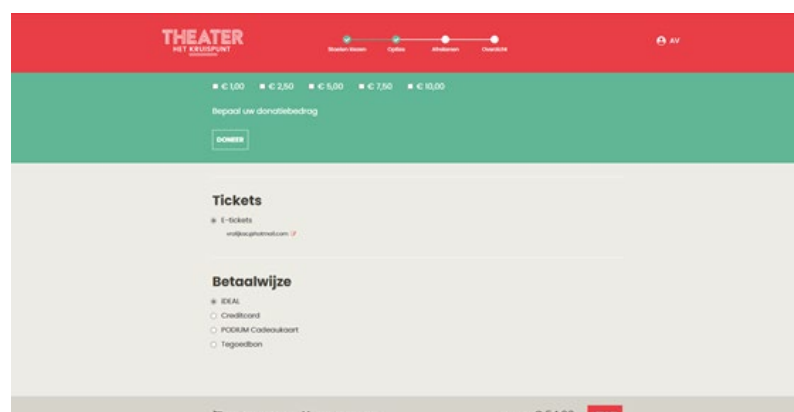 THEATER
HET KRUISPUNT
Stoelen kiezen Opties Afrekenen Overzicht
AV
€ 1,00 € 2,50 € 5,00 € 7,50 € 10,00
Bepaal uw donatiebedrag
DONEER
Tickets
E-tickets
Betaalwijze
iDEAL
Creditcard
PODIUM Cadeaukaart
Tegoedbon